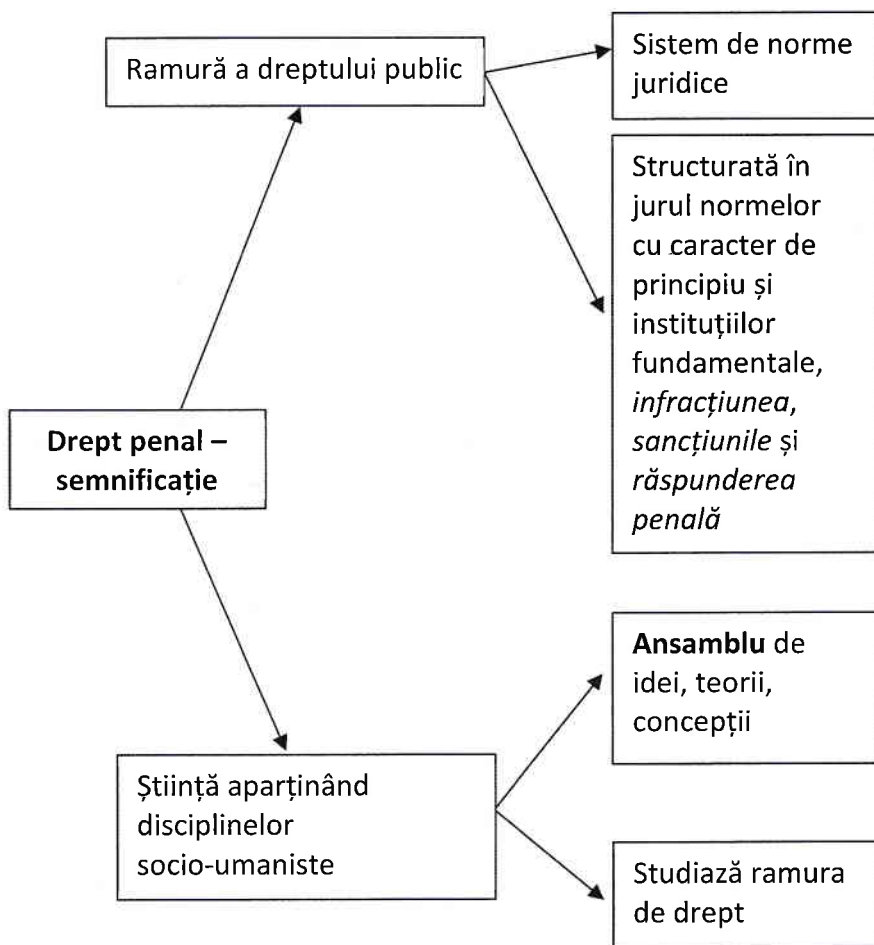 Ramură a dreptului public
Sistem de norme
juridice
Structurată în
jurul normelor
cu caracter de
principiu și
instituțiilor
fundamentale,
infracțiunea,
sancțiunile și
răspunderea
penală
Drept penal –
semnificație
Ansamblu de
idei, teorii,
concepții
Știință aparținând
disciplinelor
socio-umaniste
Studiază ramura
de drept